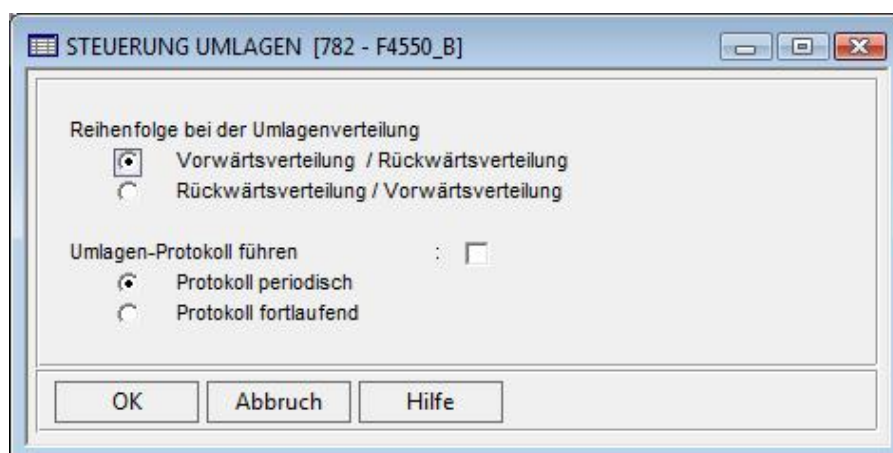 STEUERUNG UMLAGEN [782 - F4550_B]
Reihenfolge bei der Umlagenverteilung
Vorwärtsverteilung / Rückwärtsverteilung
Rückwärtsverteilung / Vorwärtsverteilung
Umlagen-Protokoll führen :
Protokoll periodisch
Protokoll fortlaufend
OK Abbruch Hilfe